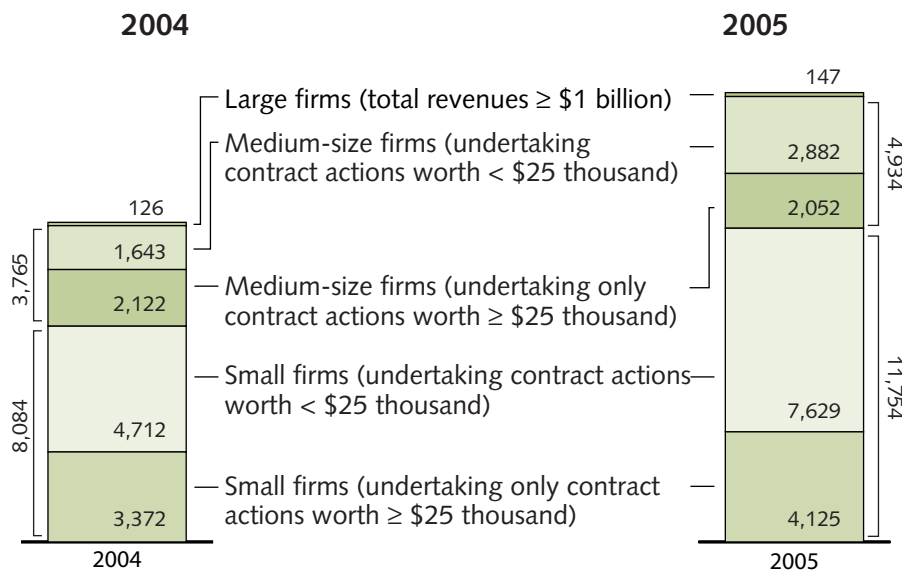 2004
2005
126
1,643
2,122
3,765
4,712
3,372
8,084
2004
Large firms (total revenues ≥ $1 billion)
Medium-size firms (undertaking
contract actions worth < $25 thousand)
Medium-size firms (undertaking only
contract actions worth ≥ $25 thousand)
Small firms (undertaking contract actions
worth < $25 thousand)
Small firms (undertaking only contract
actions worth ≥ $25 thousand)
147
2,882
2,052
4,934
7,629
4,125
11,754
2005